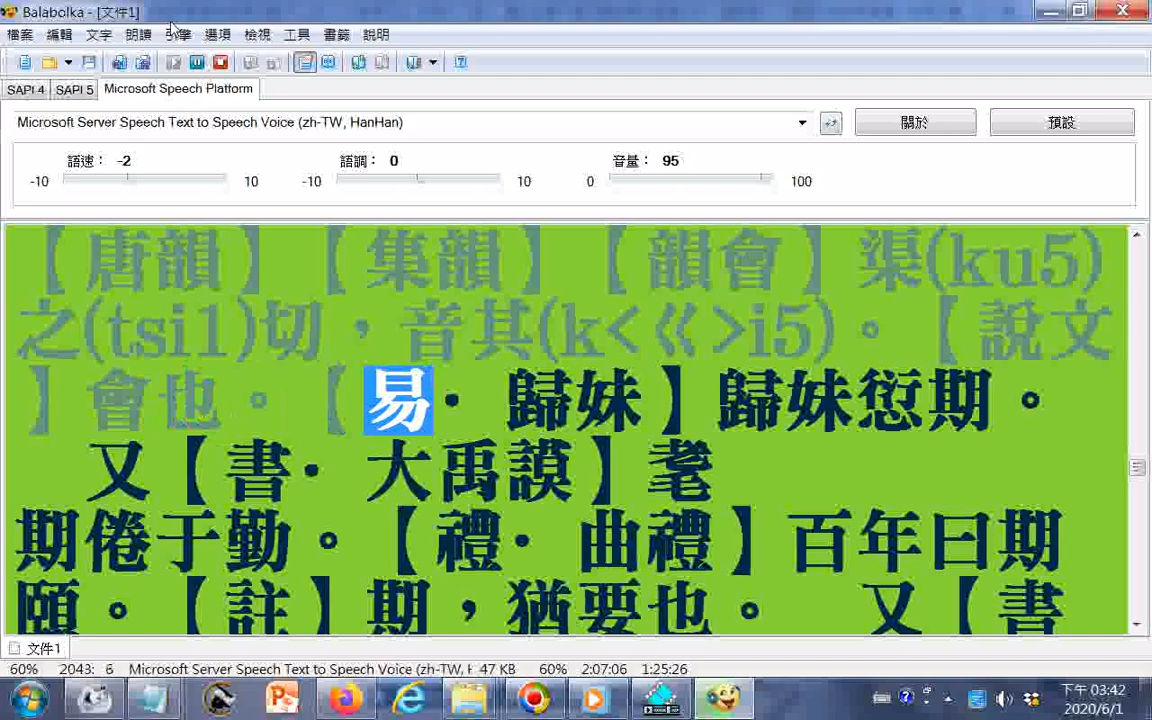 Balabolka - [文件1]
檔案 編輯 文字 朗讀 引擎 選項 檢視 工具 書籤 說明
SAPI 4 SAPI 5 Microsoft Speech Platform
Microsoft Server Speech Text to Speech Voice (zh-TW, HanHan) 關於 預設
語速： -2 語調： 0 音量： 95
-10 10 -10 10 0 100
【唐韻】【集韻】【韻會】渠(ku5)
之(tsi1)切，音其(k<ㄍ>i5)。【說文
】會也。【易· 歸妹】歸妹愆期。
又【書· 大禹謨】耄
期倦于勤。【禮· 曲禮】百年曰期
頤。【註】期，猶要也。 又【書
文件1
60% 2043: 6 Microsoft Server Speech Text to Speech Voice (zh-TW, 47 KB 60% 2:07:06 1:25:26
下午 03:42
2020/6/1